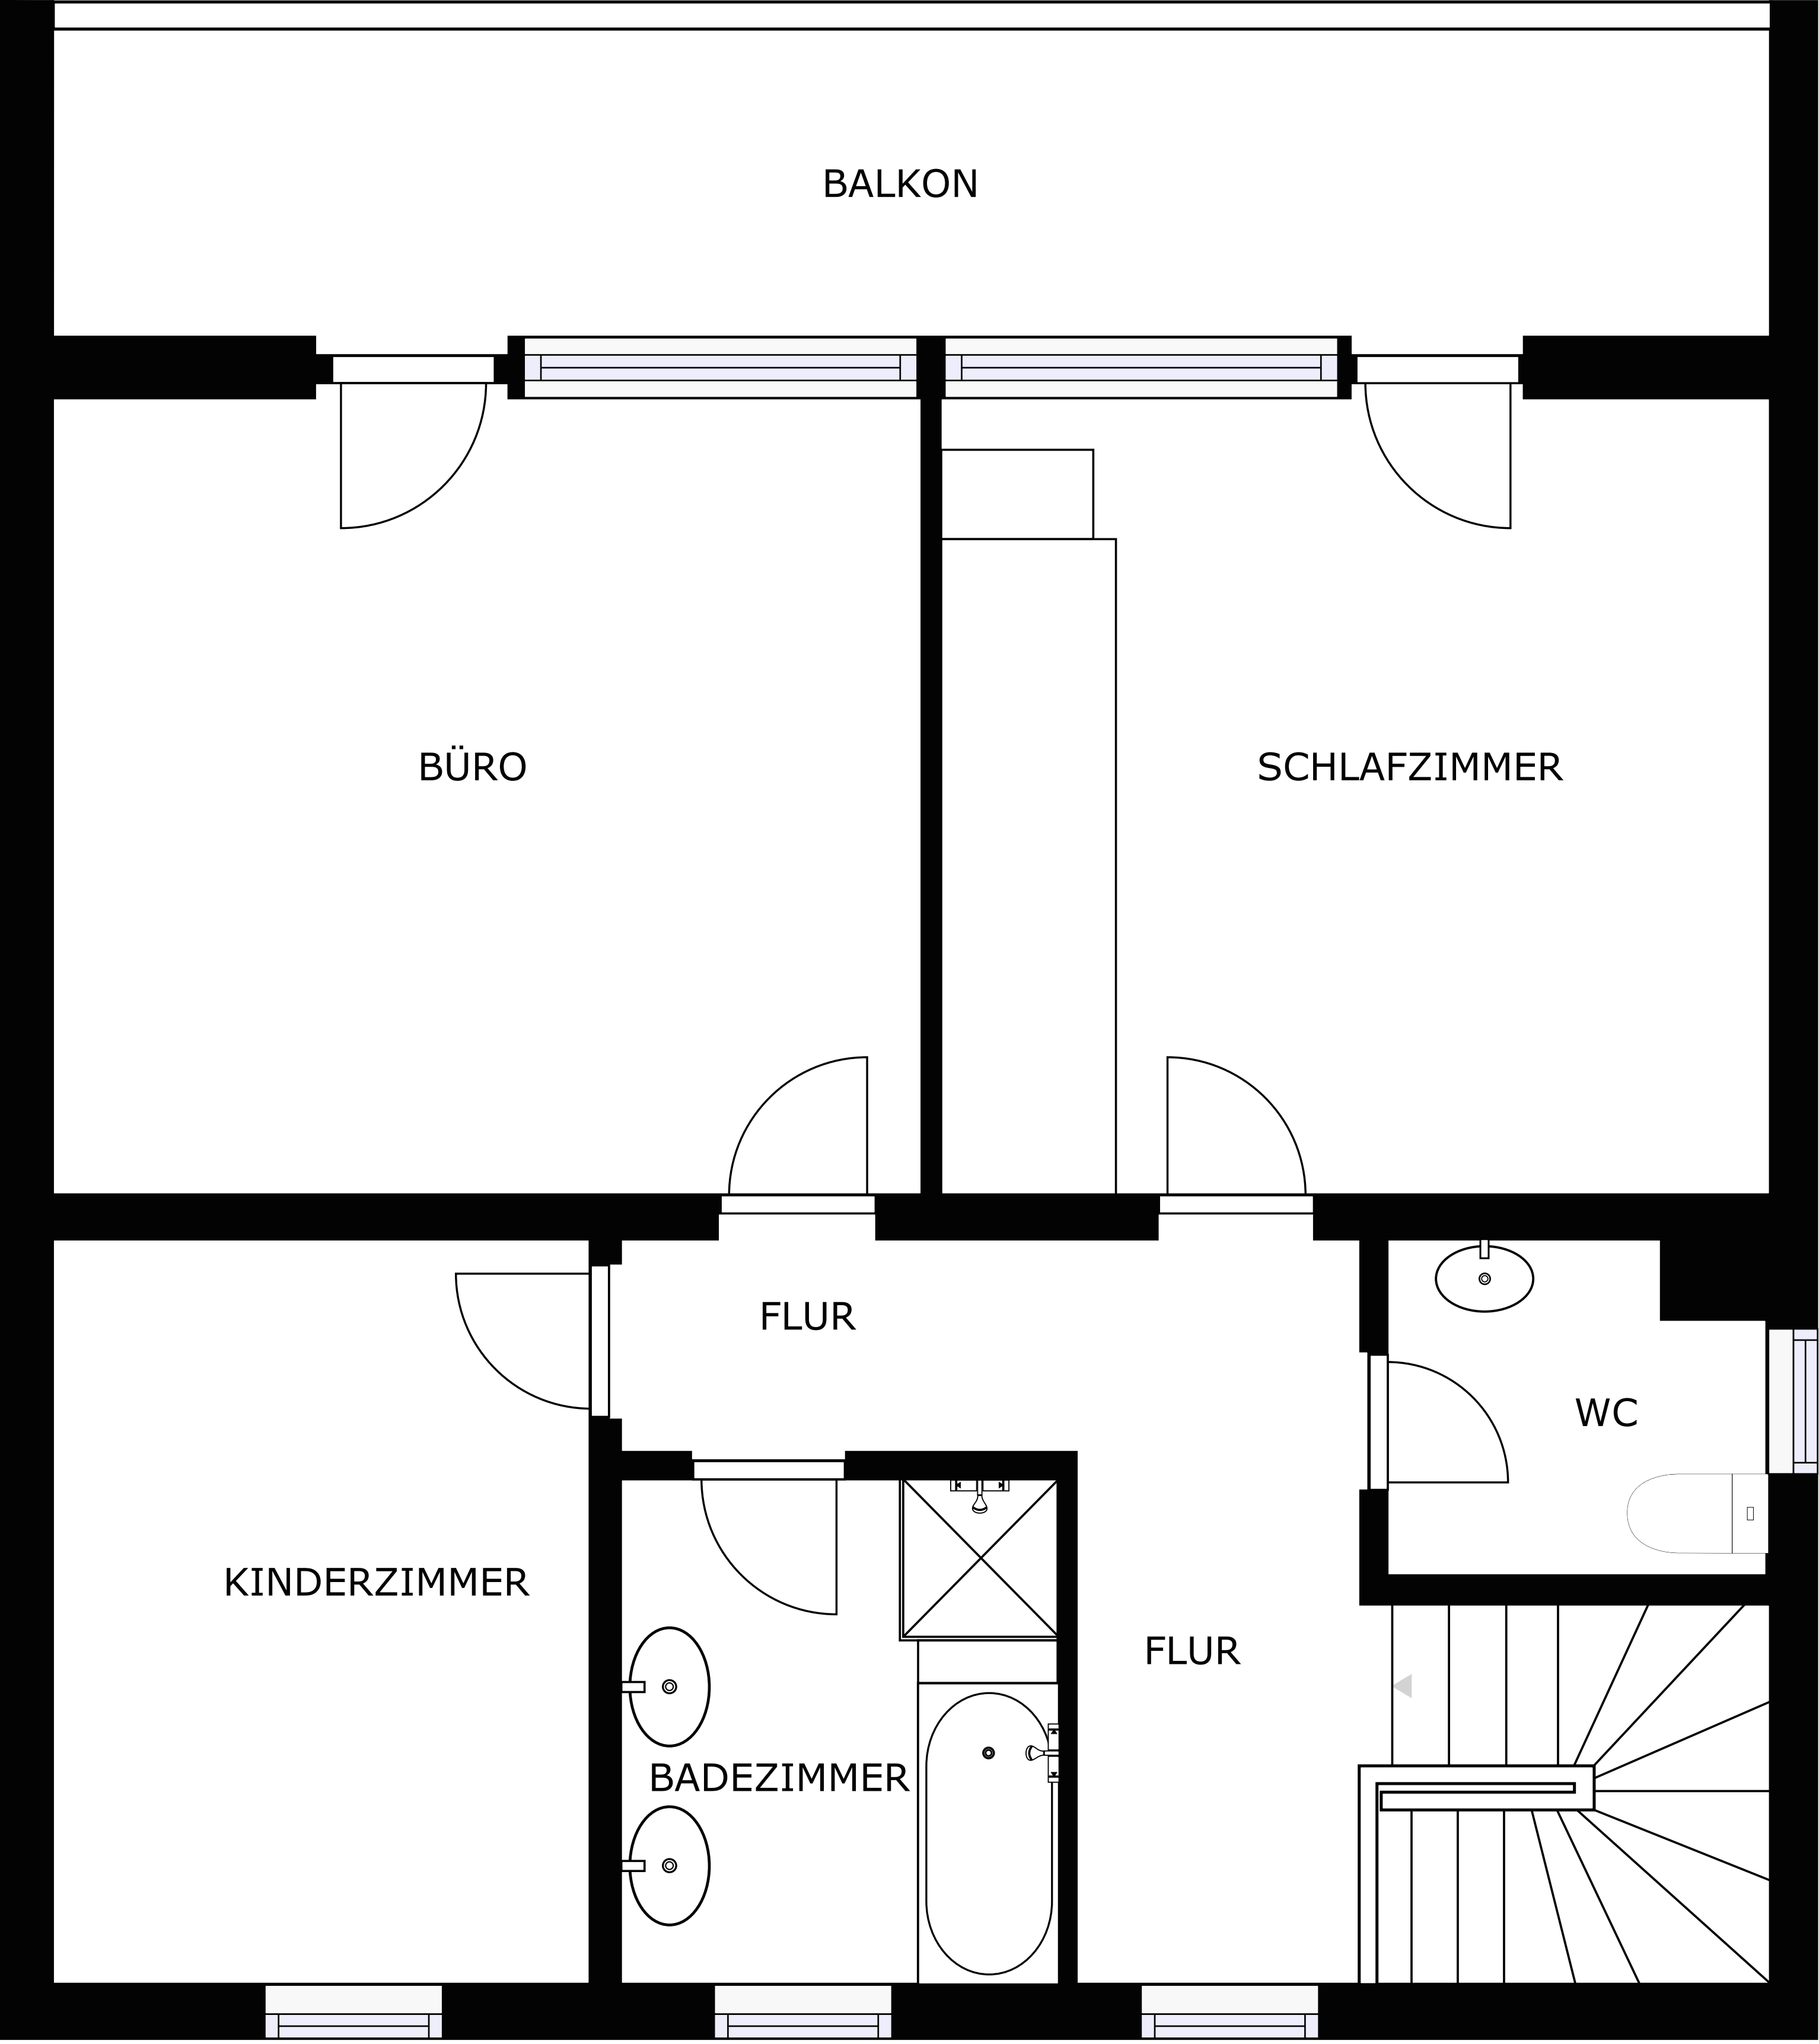 BALKON
BÜRO
SCHLAFZIMMER
FLUR
WC
KINDERZIMMER
FLUR
BADEZIMMER